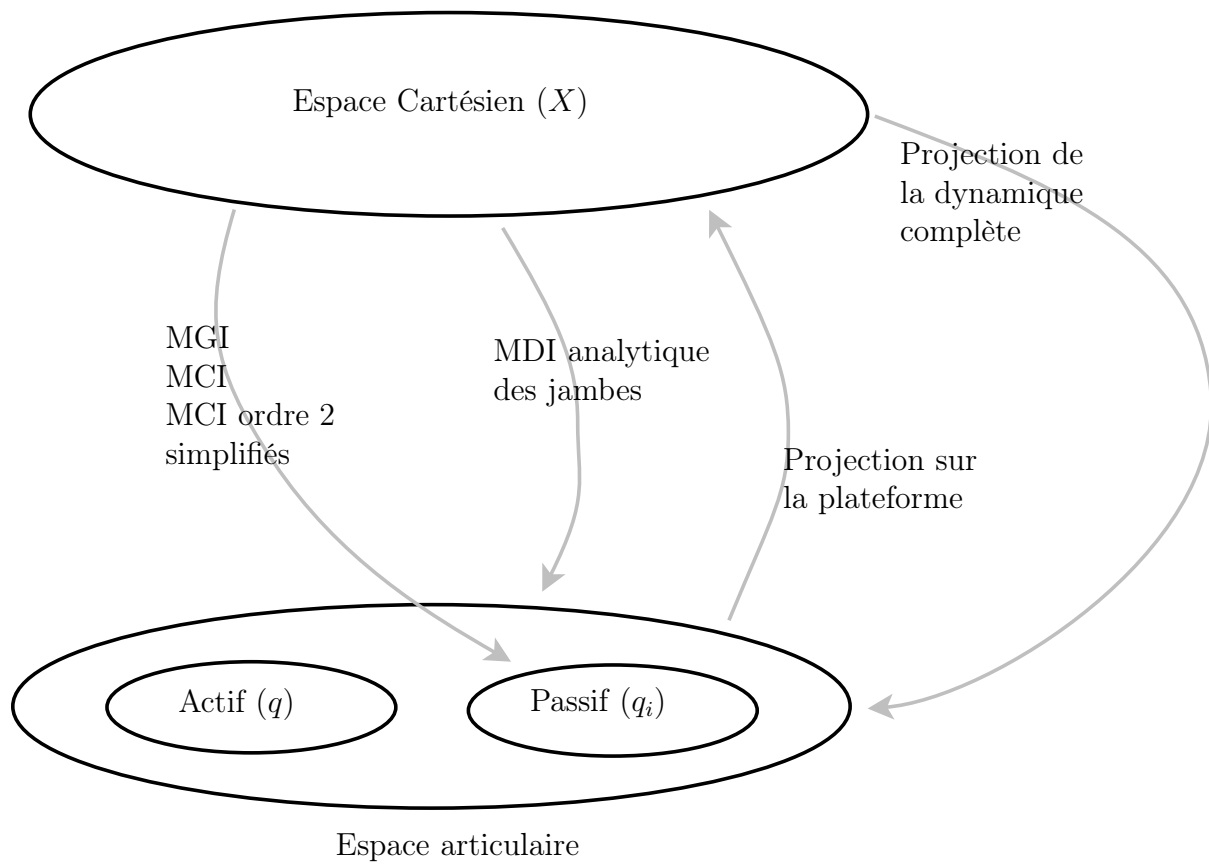 Espace Cartésien (X)
Projection de
la dynamique
complète
MGI
MCI
MCI ordre 2
simplifiés
MDI analytique
des jambes
Projection sur
la plateforme
Actif (q)
Passif (qᵢ)
Espace articulaire